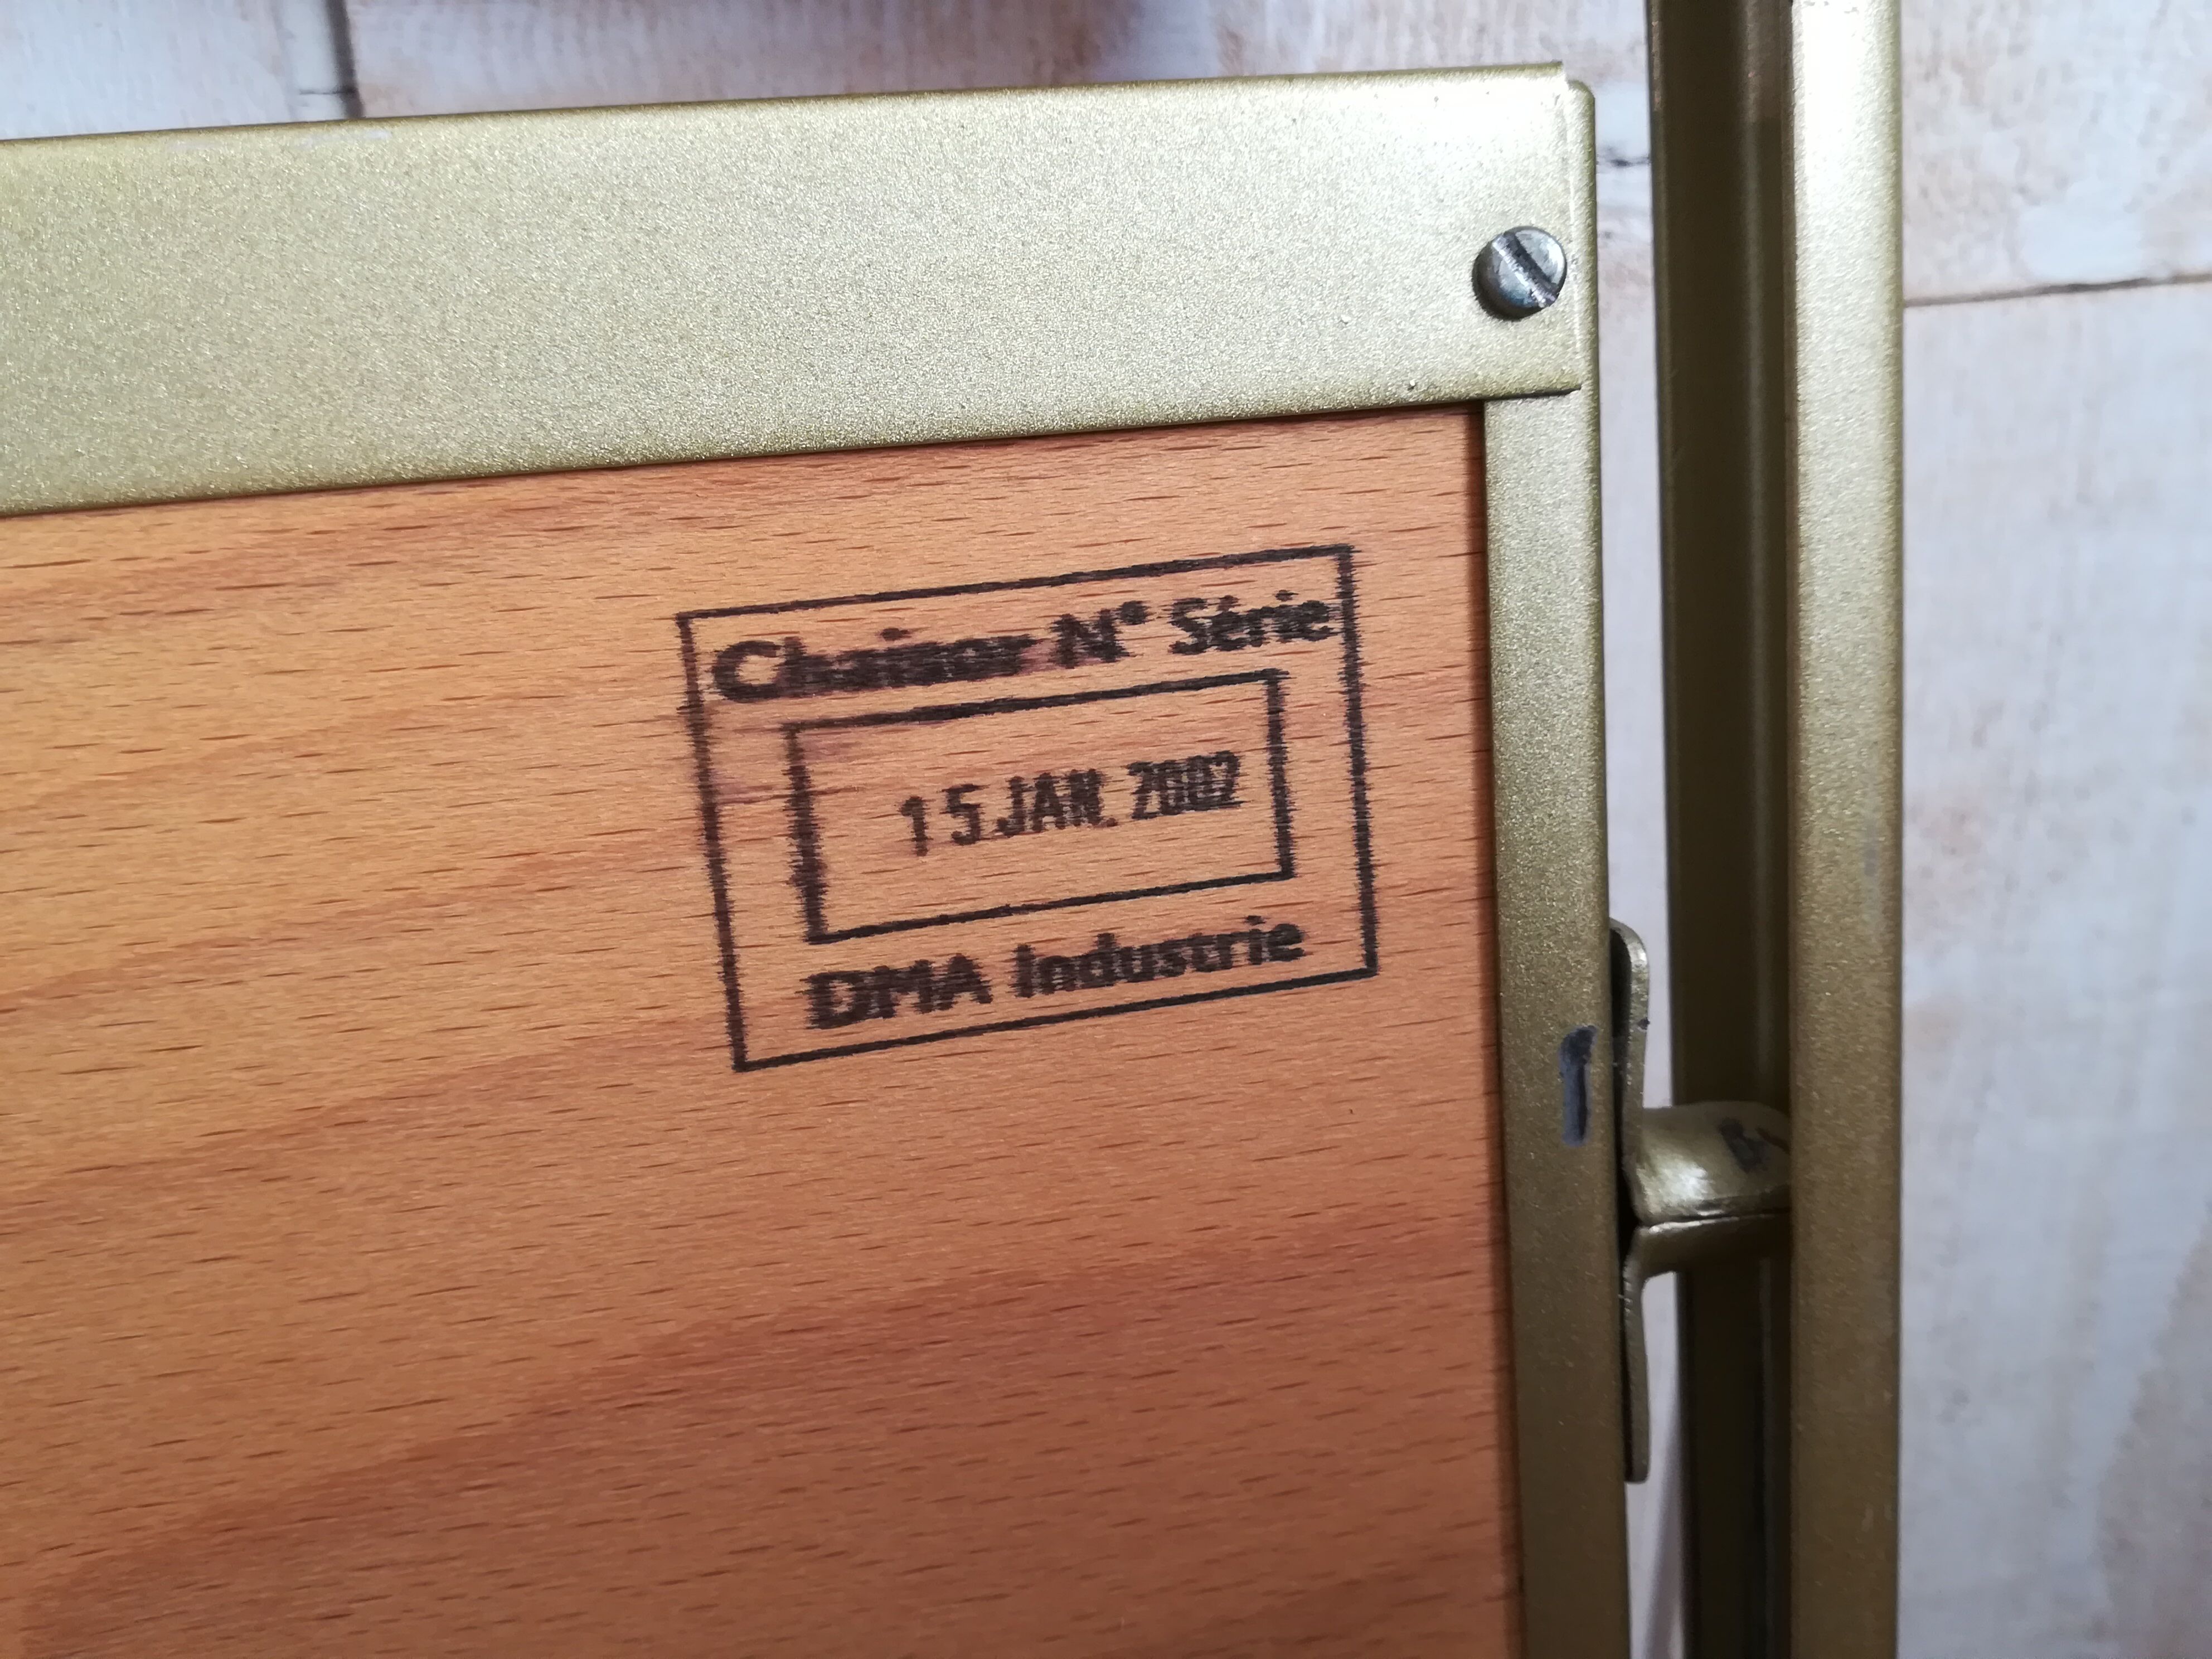 Chaisor N° Série
15 JAN. 2002
DMA Industrie